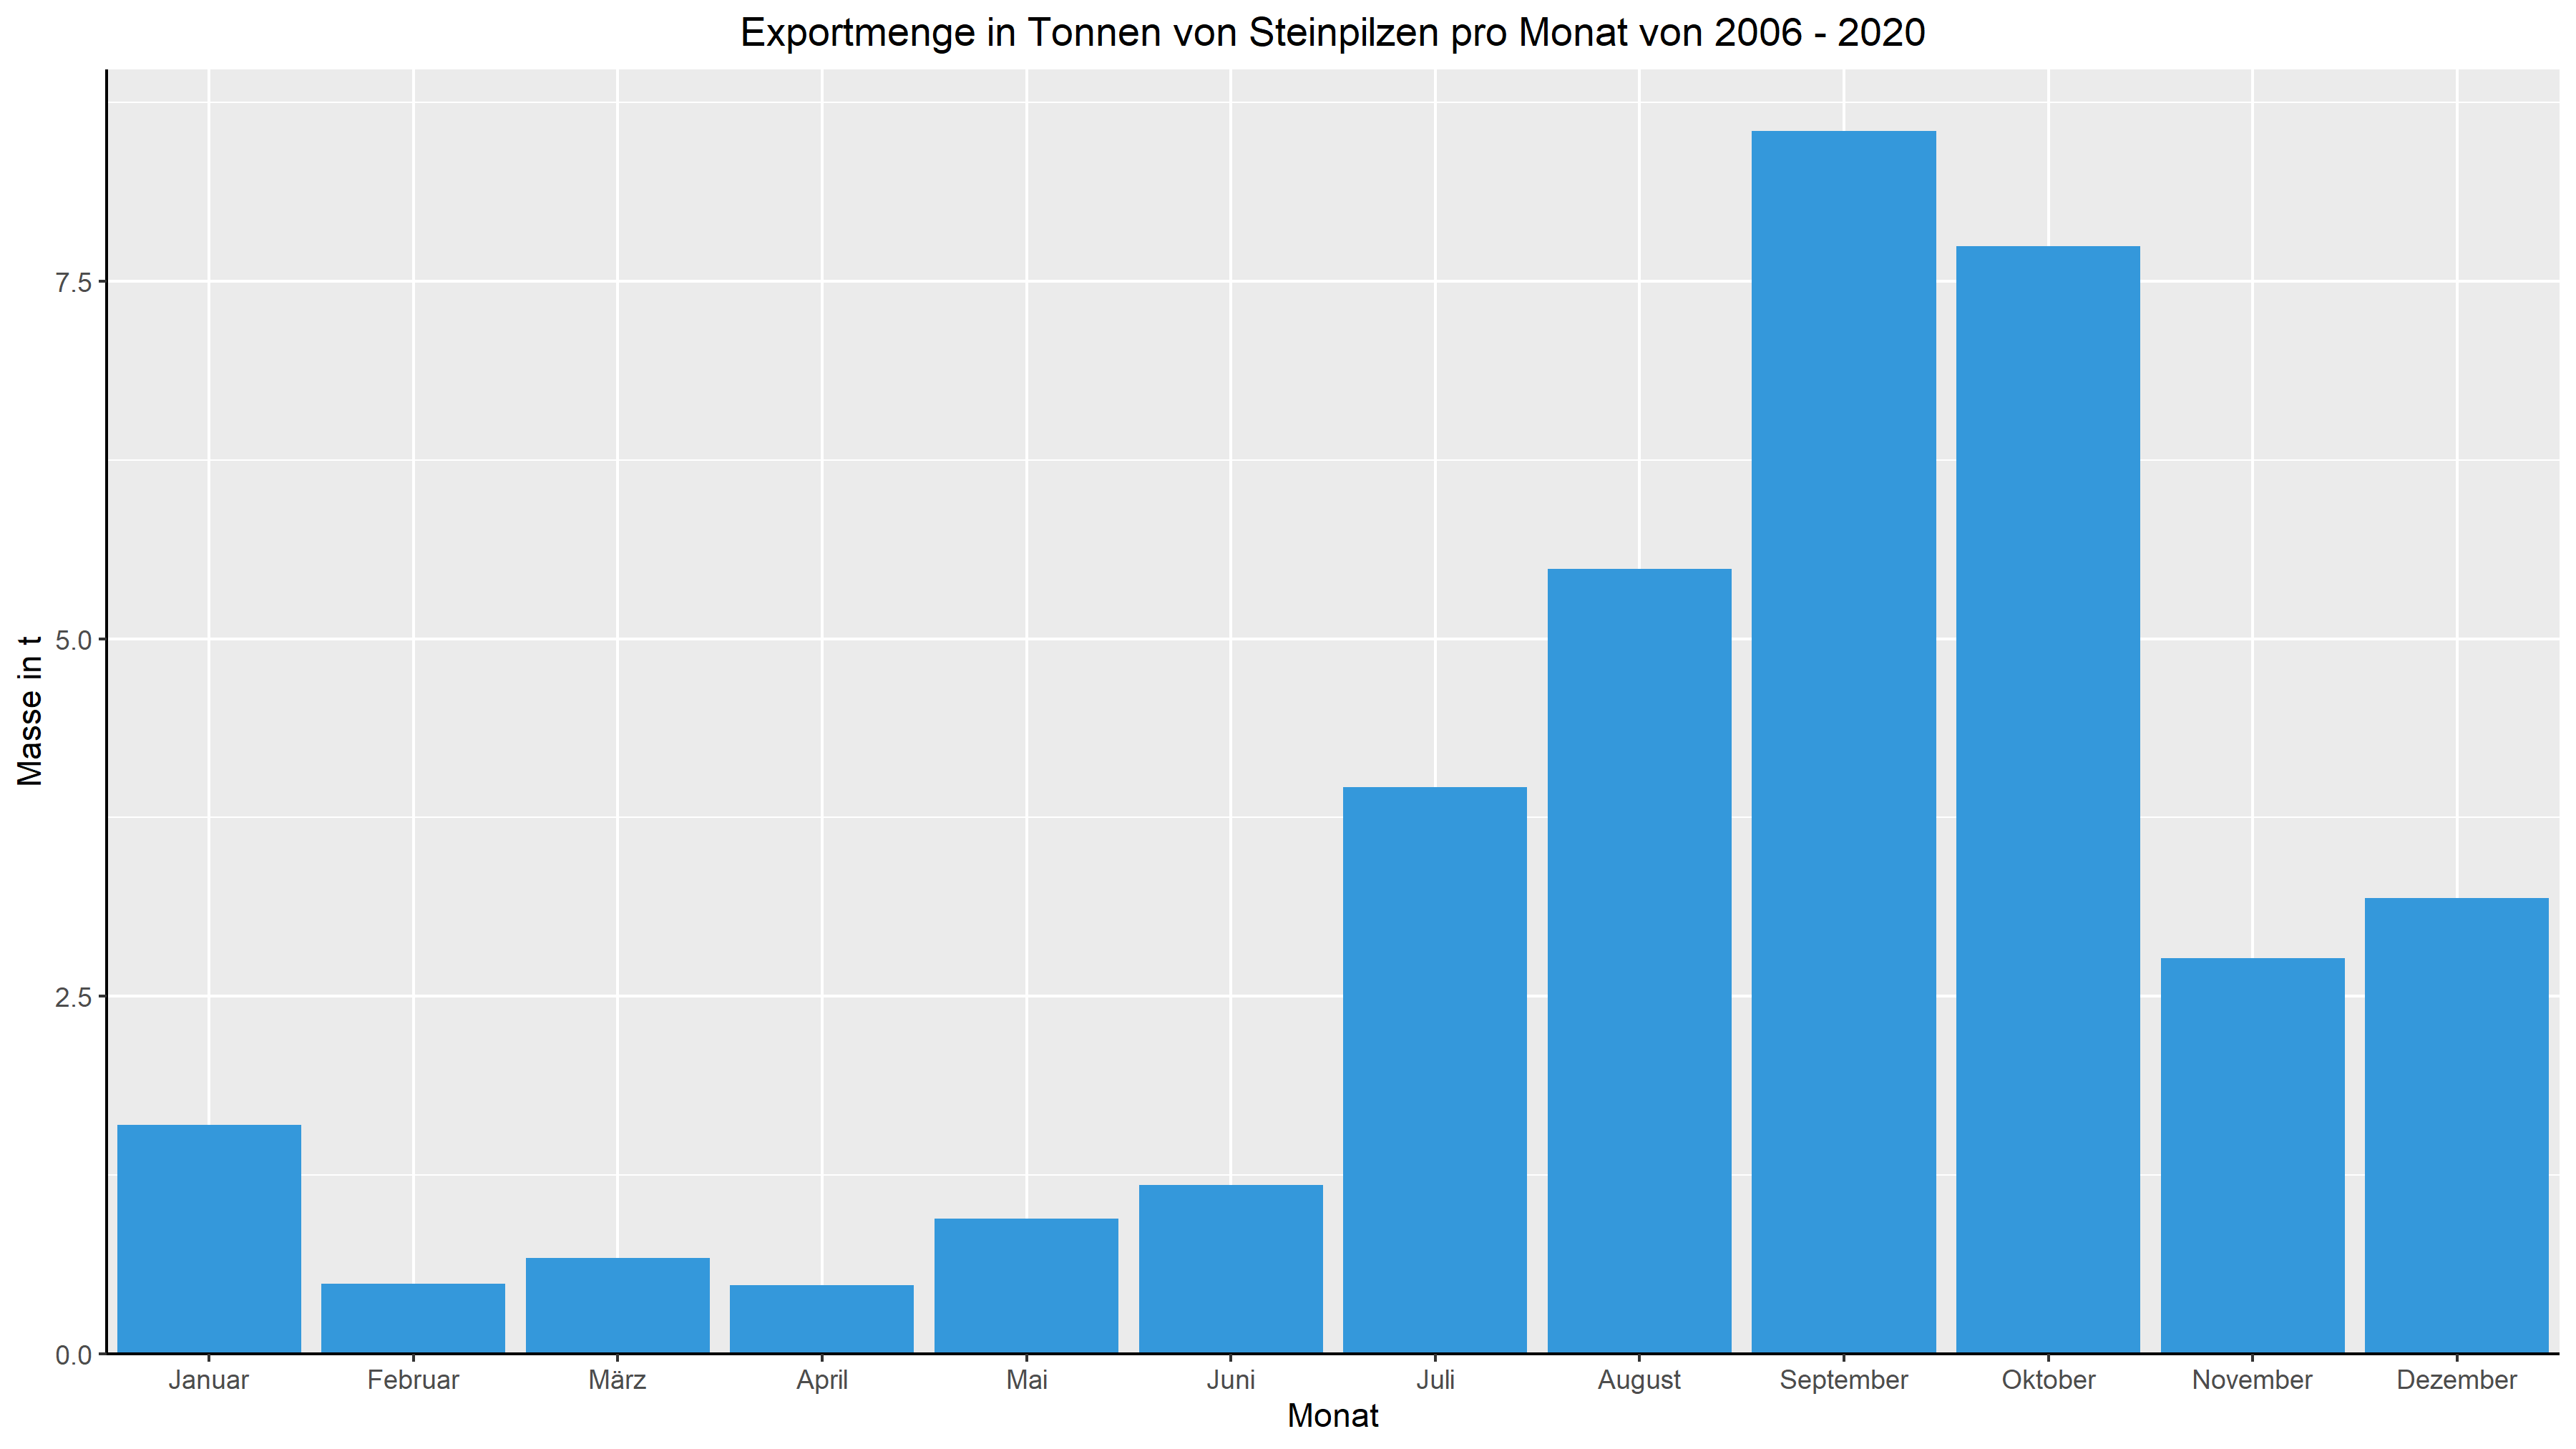 Exportmenge in Tonnen von Steinpilzen pro Monat von 2006 - 2020
Masse in t
7.5
5.0
2.5
0.0
Januar Februar März April Mai Juni Juli August September Oktober November Dezember
Monat